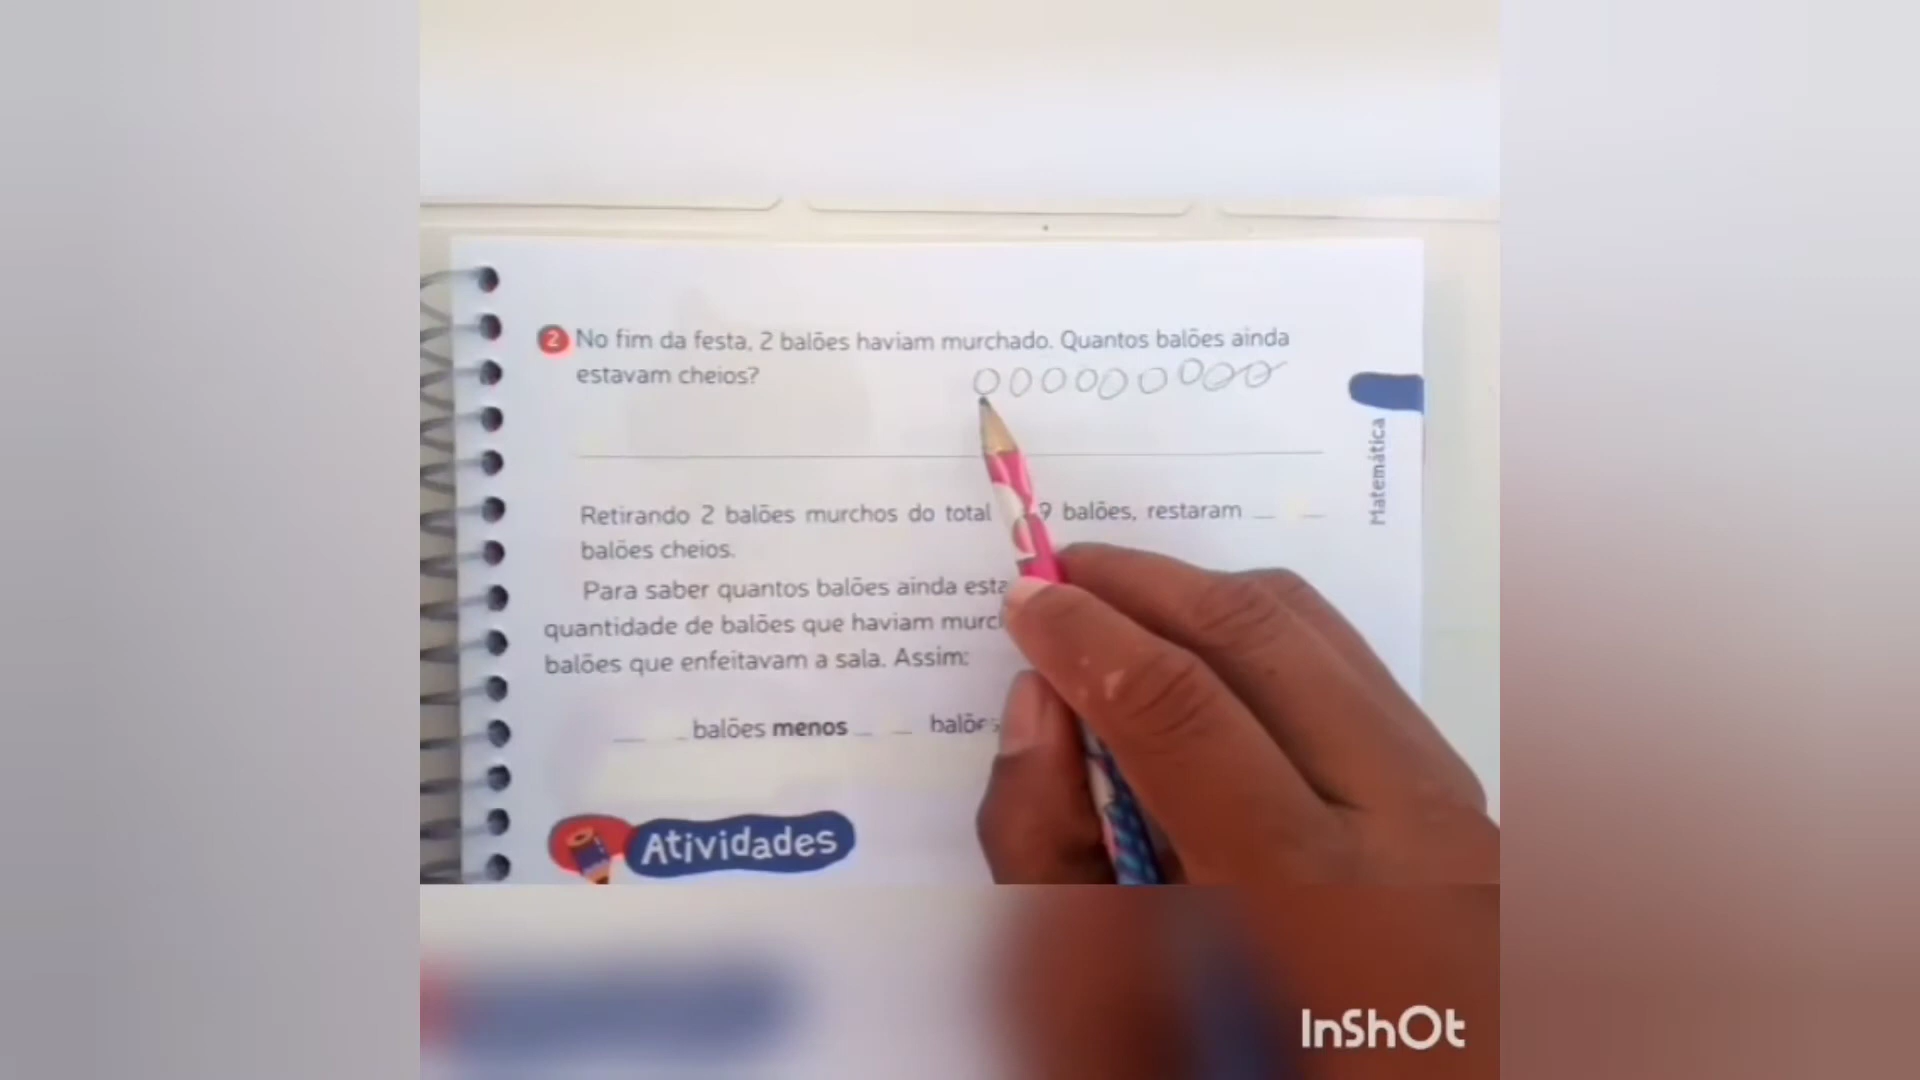 2 No fim da festa, 2 balões haviam murchado. Quantos balões ainda
estavam cheios?
Matemática
Retirando 2 balões murchos do total 9 balões, restaram
balões cheios.
Para saber quantos balões ainda esta
quantidade de balões que haviam murc
balões que enfeitavam a sala. Assim:
balões menos balões
Atividades
InShOt